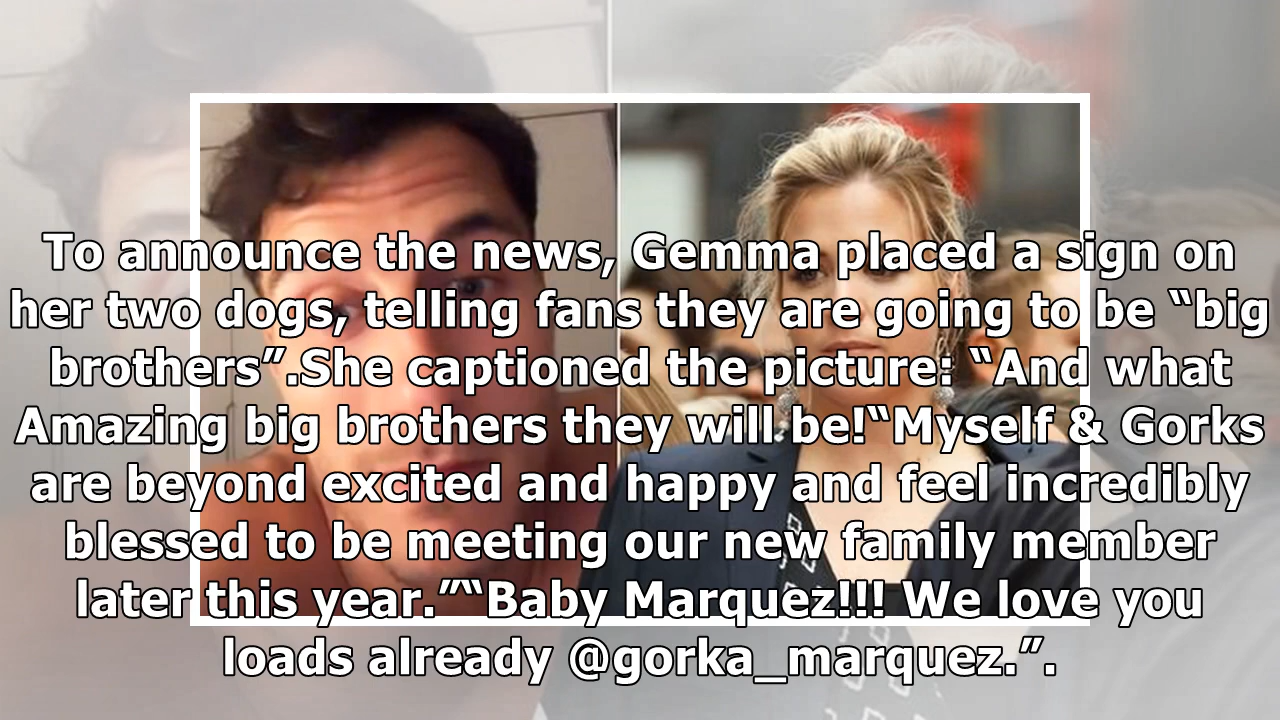 To announce the news, Gemma placed a sign on
her two dogs, telling fans they are going to be “big
brothers”.She captioned the picture: “And what
Amazing big brothers they will be!“Myself & Gorks
are beyond excited and happy and feel incredibly
blessed to be meeting our new family member
later this year.”“Baby Marquez!!! We love you
loads already @gorka_marquez.”.